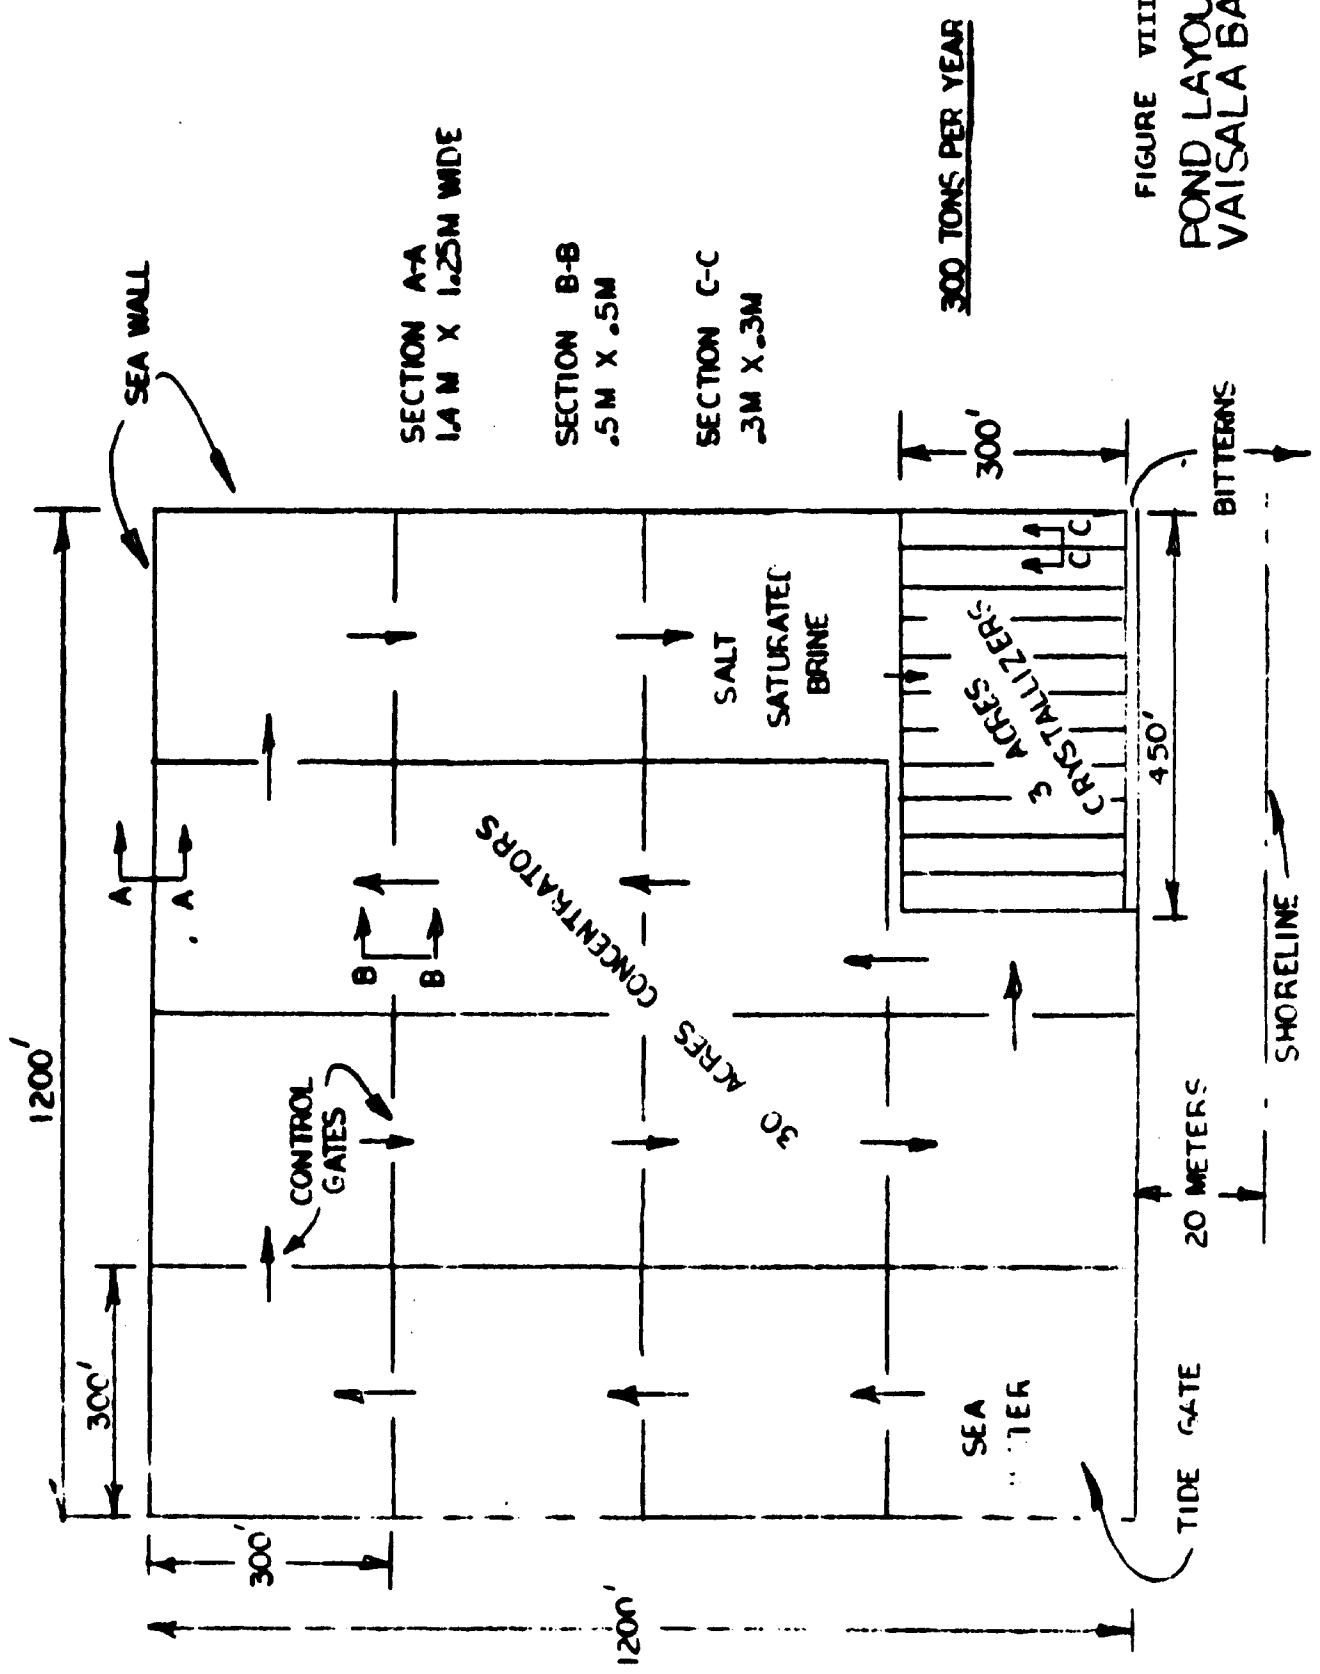 1200'
300'
300'
1200'
SEA WALL
CONTROL
GATES
A
A
B
B
30 ACRES CONCENTRATORS
SEA
TIDE GATE
20 METERS
SHORELINE
SALT
SATURATED
BRINE
3 ACRES
CRYSTALLIZERS
C C
450'
300'
BITTERNS
SECTION A-A
1.4 M X 1.25M WIDE
SECTION B-B
.5M X .5M
SECTION C-C
.3M X .3M
300 TONS PER YEAR
FIGURE VIII
POND LAYOU
VAISALA BA